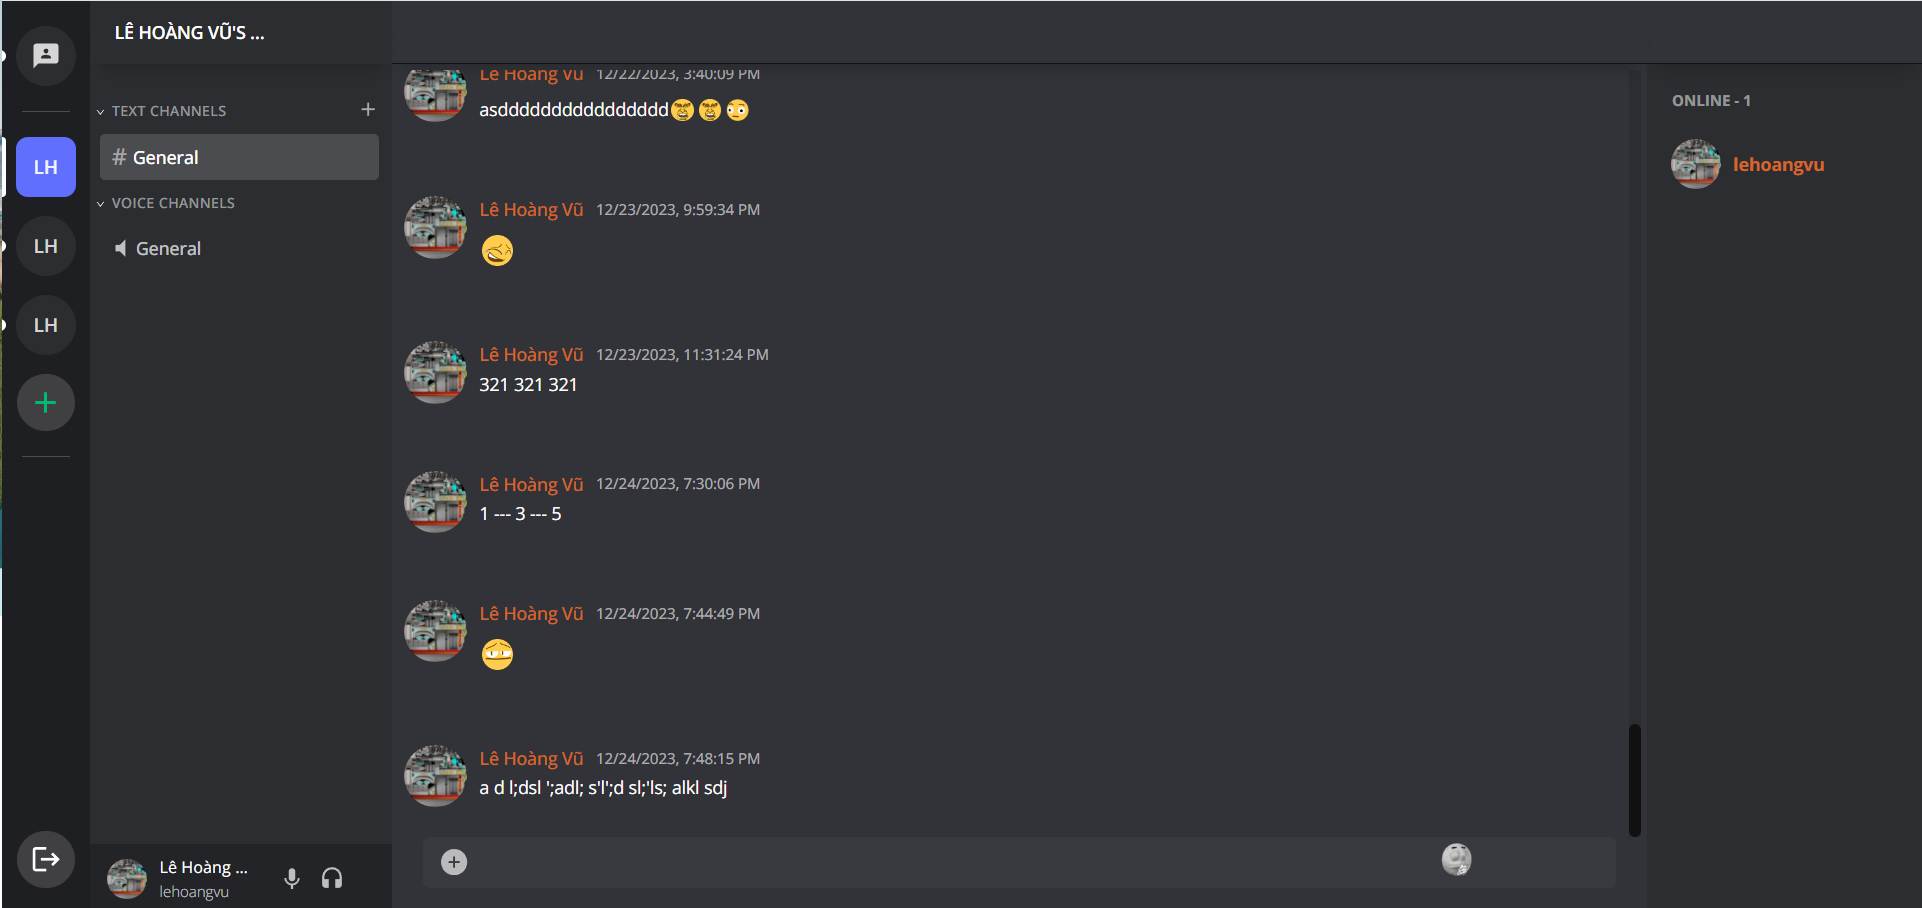 LÊ HOÀNG VŨ'S ...
TEXT CHANNELS
# General
VOICE CHANNELS
General
LH
LH
LH
Lê Hoàng ...
lehoangvu
Lê Hoàng Vũ 12/22/2023, 3:40:09 PM
asddddddddddddddddd
Lê Hoàng Vũ 12/23/2023, 9:59:34 PM
Lê Hoàng Vũ 12/23/2023, 11:31:24 PM
321 321 321
Lê Hoàng Vũ 12/24/2023, 7:30:06 PM
1 --- 3 --- 5
Lê Hoàng Vũ 12/24/2023, 7:44:49 PM
Lê Hoàng Vũ 12/24/2023, 7:48:15 PM
a d l;dsl ';adl; s'l';d sl;'ls; alkl sdj
ONLINE - 1
lehoangvu